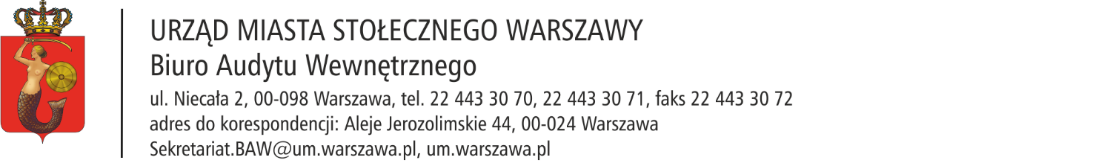 URZĄD MIASTA STOŁECZNEGO WARSZAWY
Biuro Audytu Wewnętrznego
ul. Niecała 2, 00-098 Warszawa, tel. 22 443 30 70, 22 443 30 71, faks 22 443 30 72
adres do korespondencji: Aleje Jerozolimskie 44, 00-024 Warszawa
Sekretariat.BAW@um.warszawa.pl, um.warszawa.pl